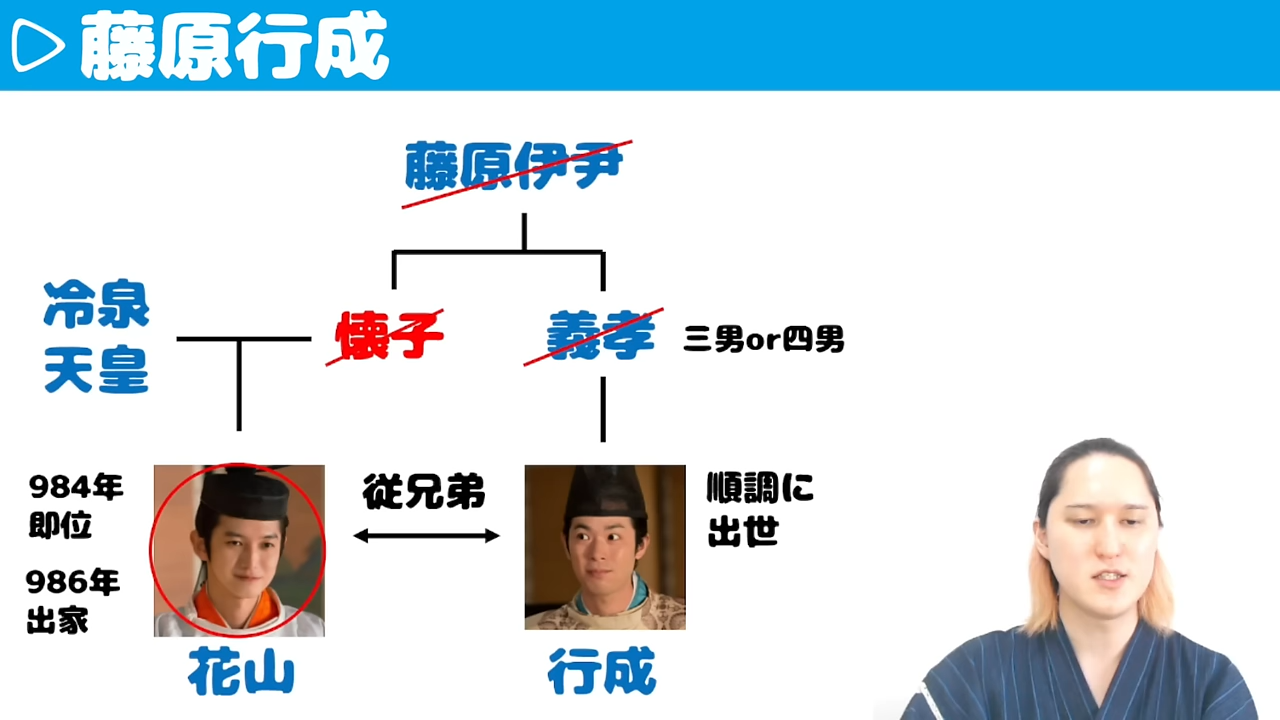 藤原行成
藤原伊尹
冷泉
天皇
懐子
義孝
三男or四男
984年
即位
986年
出家
従兄弟
順調に
出世
花山
行成